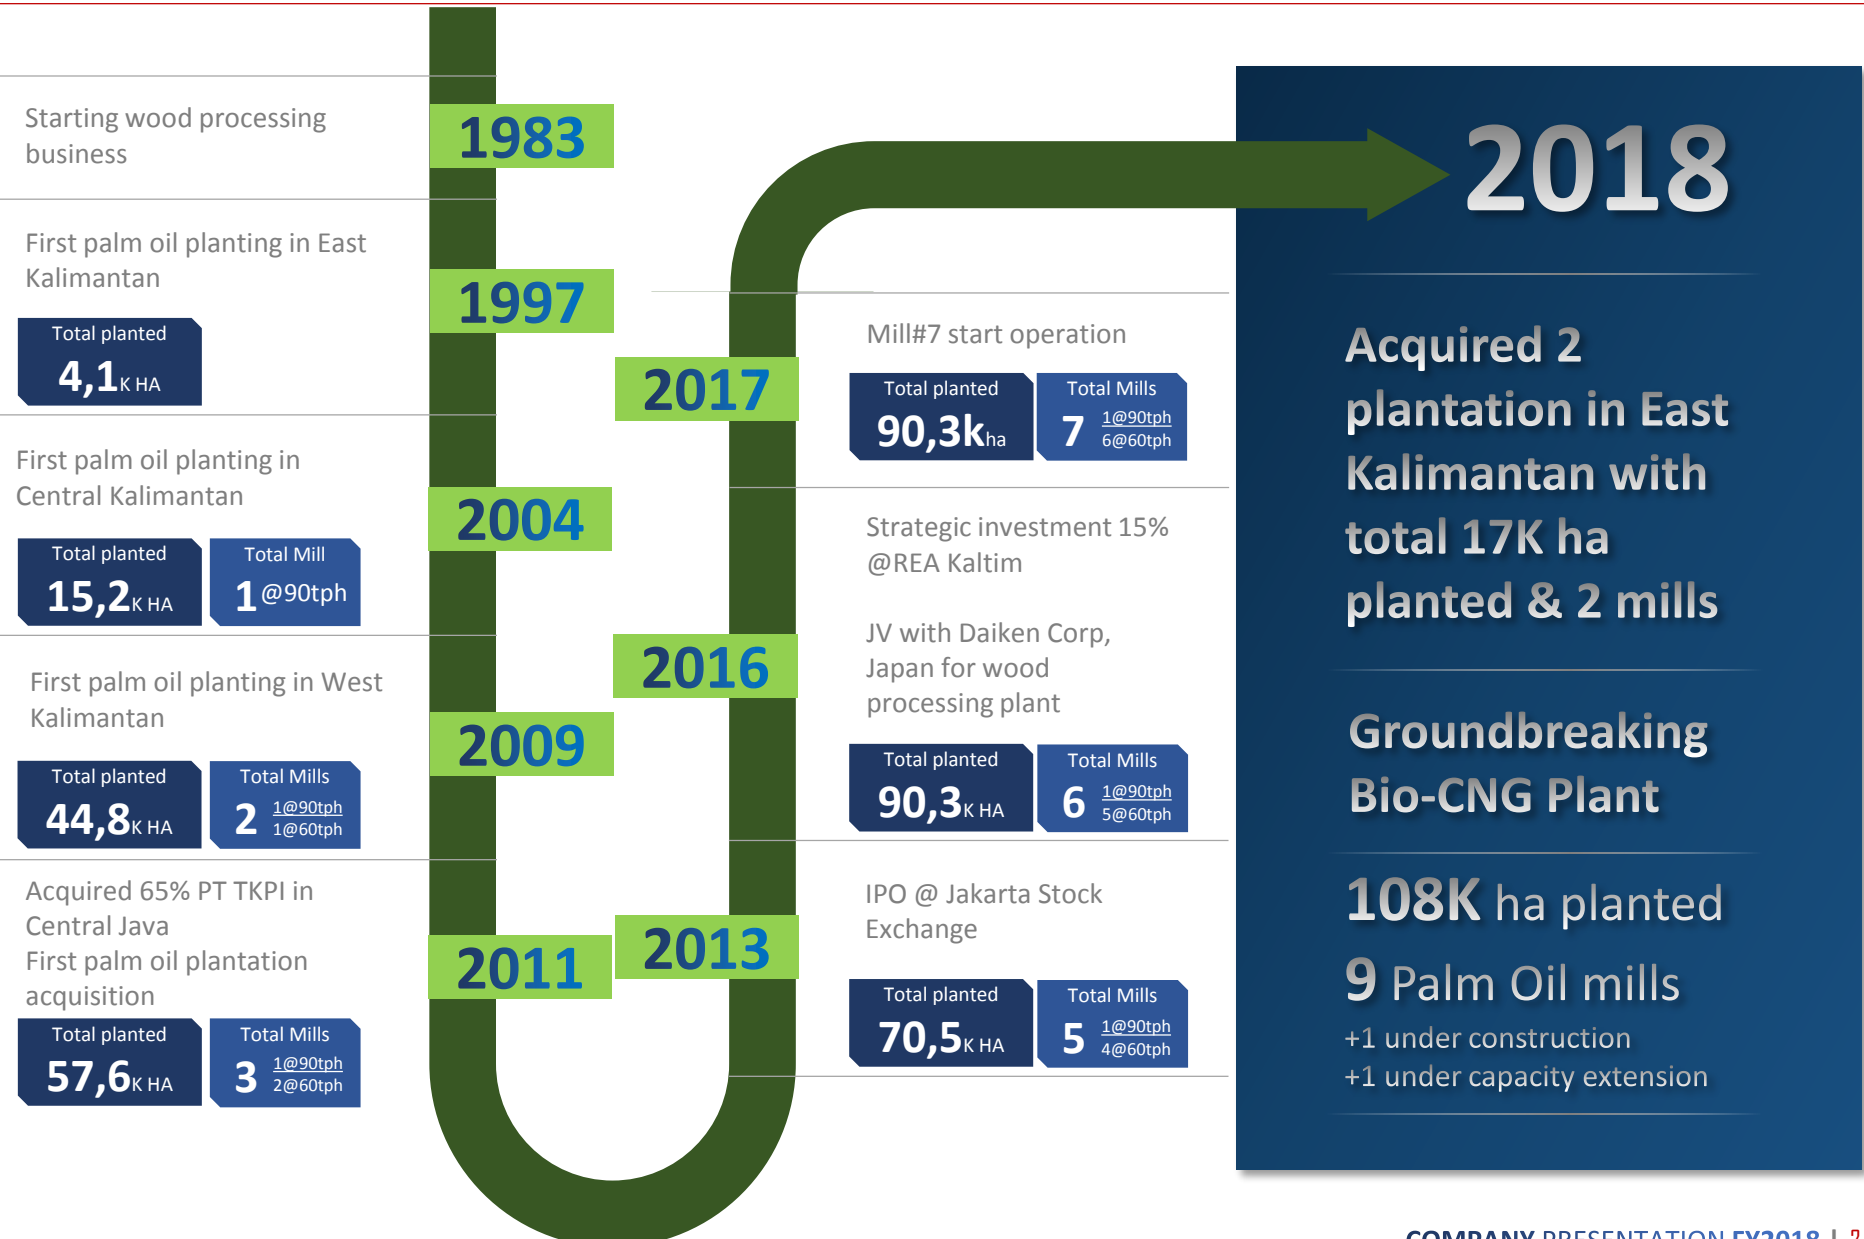 Starting wood processing
business
1983
First palm oil planting in East
Kalimantan
1997
Total planted
4,1K HA
First palm oil planting in
Central Kalimantan
2004
Total planted
15,2K HA
Total Mill
1@90tph
First palm oil planting in West
Kalimantan
2009
Total planted
44,8K HA
Total Mills
2
1@90tph
1@60tph
Acquired 65% PT TKPI in
Central Java
First palm oil plantation
acquisition
2011
Total planted
57,6K HA
Total Mills
3
1@90tph
2@60tph
2013
IPO @ Jakarta Stock
Exchange
Total planted
70,5K HA
Total Mills
5
1@90tph
4@60tph
2016
Strategic investment 15%
@REA Kaltim
JV with Daiken Corp,
Japan for wood
processing plant
Total planted
90,3K HA
Total Mills
6
1@90tph
5@60tph
2017
Mill#7 start operation
Total planted
90,3kha
Total Mills
7
1@90tph
6@60tph
2018
Acquired 2
plantation in East
Kalimantan with
total 17K ha
planted & 2 mills
Groundbreaking
Bio-CNG Plant
108K ha planted
9 Palm Oil mills
+1 under construction
+1 under capacity extension
COMPANY PRESENTATION FY2018 |